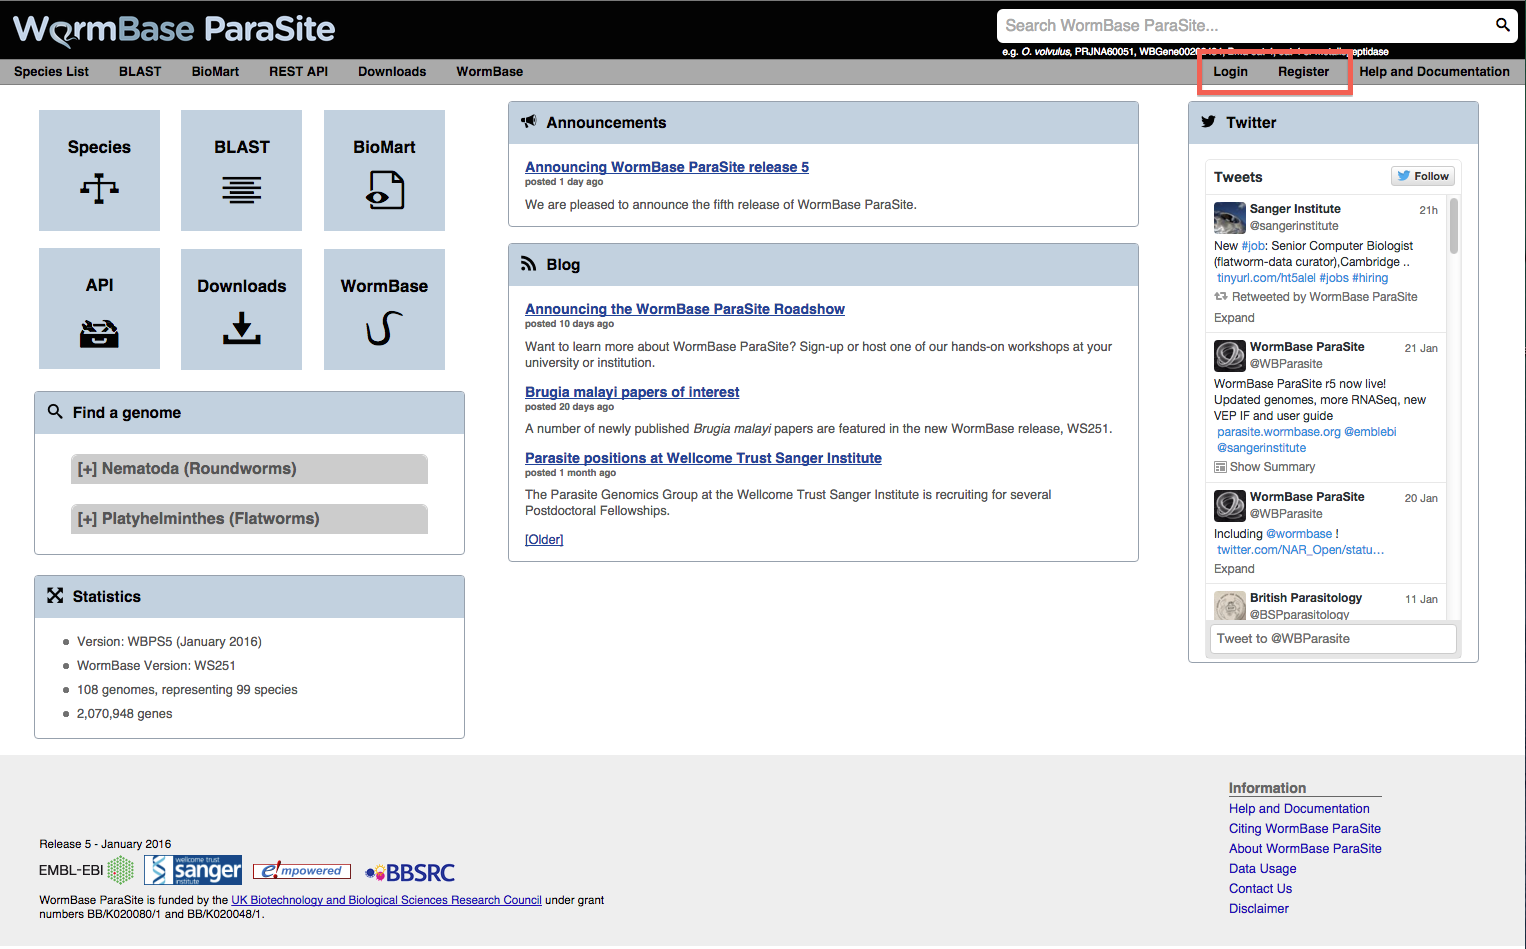 WormBase ParaSite
Search WormBase ParaSite...
e.g. O. volvulus, PRJNA60051,
Species List BLAST BioMart REST API Downloads WormBase Login Register Help and Documentation
Species BLAST BioMart
API Downloads WormBase
Find a genome
[+] Nematoda (Roundworms)
[+] Platyhelminthes (Flatworms)
Statistics
Version: WBPS5 (January 2016)
WormBase Version: WS251
108 genomes, representing 99 species
2,070,948 genes
Announcements
Announcing WormBase ParaSite release 5
posted 1 day ago
We are pleased to announce the fifth release of WormBase ParaSite.
Blog
Announcing the WormBase ParaSite Roadshow
posted 10 days ago
Want to learn more about WormBase ParaSite? Sign-up or host one of our hands-on workshops at your
university or institution.
Brugia malayi papers of interest
posted 20 days ago
A number of newly published Brugia malayi papers are featured in the new WormBase release, WS251.
Parasite positions at Wellcome Trust Sanger Institute
posted 1 month ago
The Parasite Genomics Group at the Wellcome Trust Sanger Institute is recruiting for several
Postdoctoral Fellowships.
[Older]
Twitter
Tweets Follow
Sanger Institute 21h
@sangerinstitute
New #job: Senior Computer Biologist
(flatworm-data curator),Cambridge ..
tinyurl.com/ht5alel #jobs #hiring
Retweeted by WormBase ParaSite
Expand
WormBase ParaSite 21 Jan
@WBParasite
WormBase ParaSite r5 now live!
Updated genomes, more RNASeq, new
VEP IF and user guide
parasite.wormbase.org @emblebi
@sangerinstitute
Show Summary
WormBase ParaSite 20 Jan
@WBParasite
Including @wormbase !
twitter.com/NAR_Open/statu…
Expand
British Parasitology 11 Jan
@BSPparasitology
Tweet to @WBParasite
Release 5 - January 2016
EMBL-EBI wellcome trust sanger institute e!mpowered BBSRC
WormBase ParaSite is funded by the UK Biotechnology and Biological Sciences Research Council under grant
numbers BB/K020080/1 and BB/K020048/1.
Information
Help and Documentation
Citing WormBase ParaSite
About WormBase ParaSite
Data Usage
Contact Us
Disclaimer